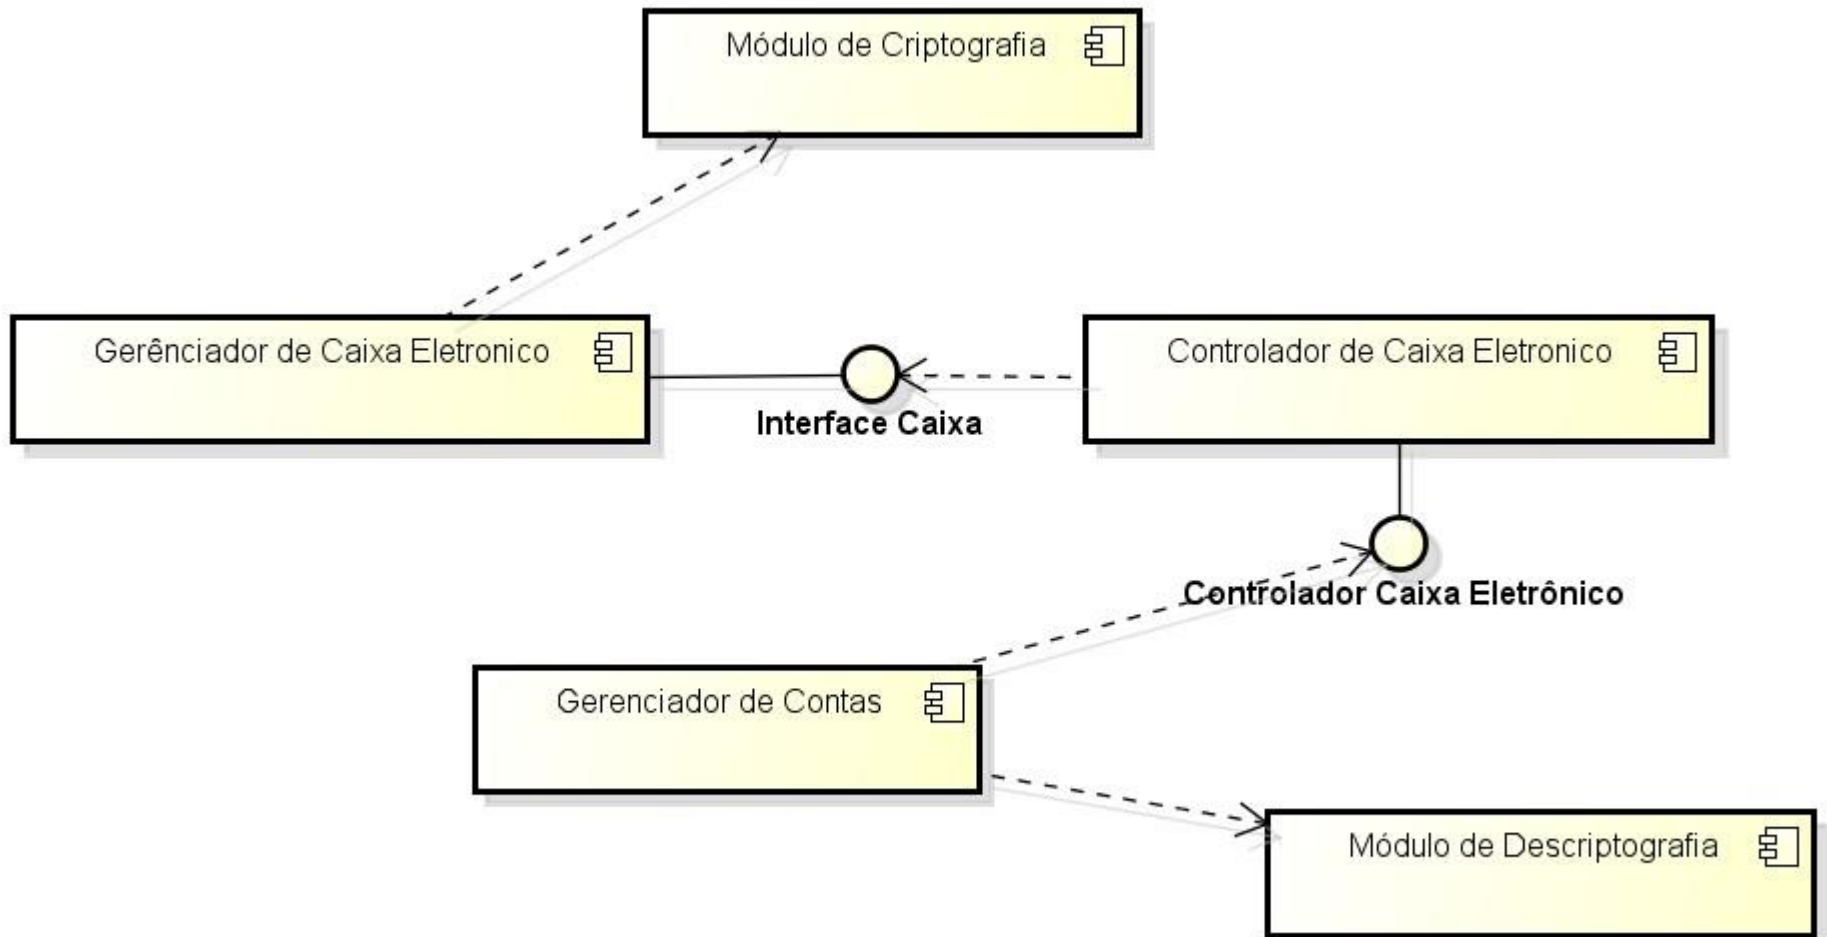 Módulo de Criptografia
Gerênciador de Caixa Eletronico
Controlador de Caixa Eletronico
Interface Caixa
Controlador Caixa Eletrônico
Gerenciador de Contas
Módulo de Descriptografia